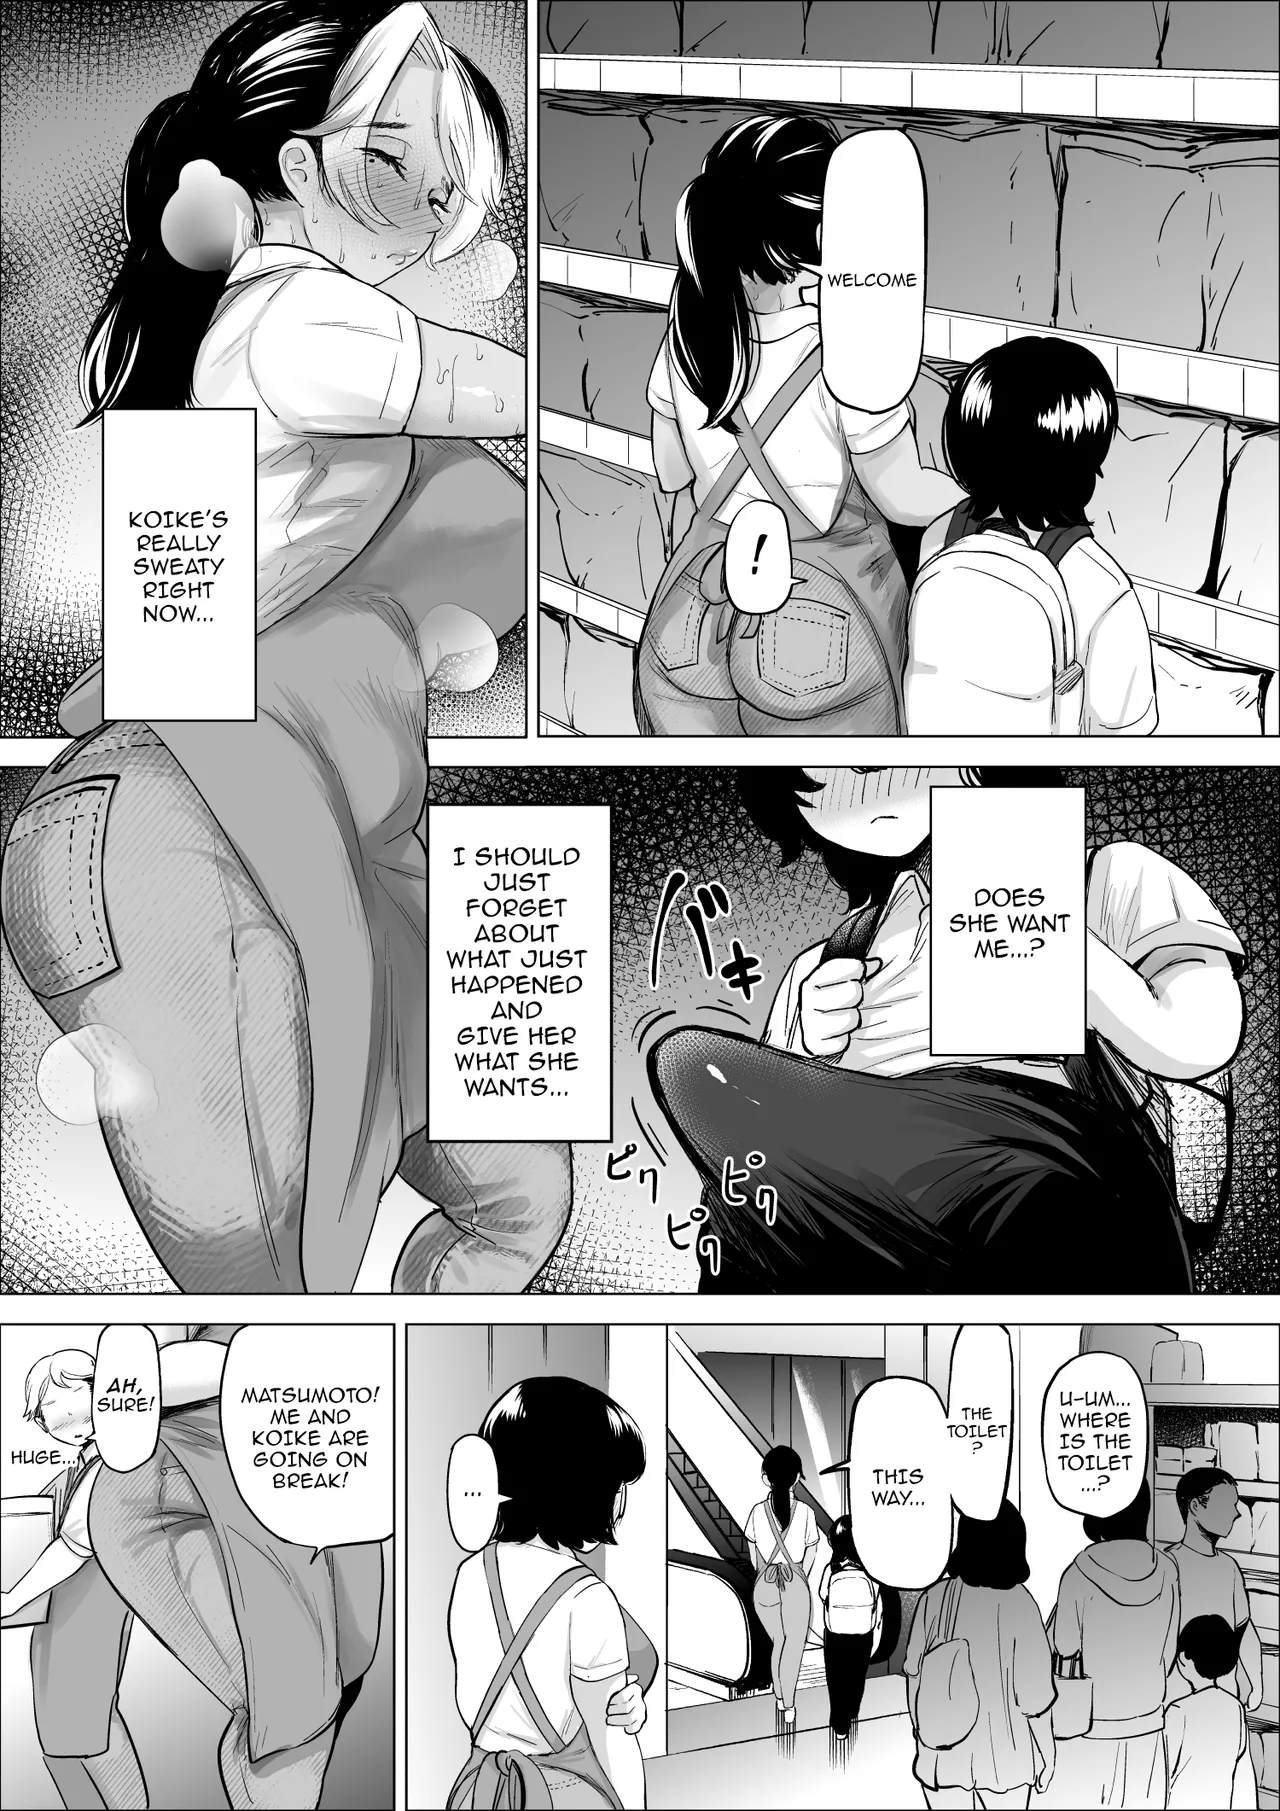 WELCOME
!
KOIKE'S
REALLY
SWEATY
RIGHT
NOW...
DOES
SHE WANT
ME...?
バキ
I SHOULD
JUST
FORGET
ABOUT
WHAT JUST
HAPPENED
AND
GIVE HER
WHAT SHE
WANTS...
ピク
ピク
ピク
U-UM...
WHERE
IS THE
TOILET
...?
THE
TOILET
?
THIS
WAY...
...
MATSUMOTO!
ME AND
KOIKE ARE
GOING ON
BREAK!
AH,
SURE!
HUGE...